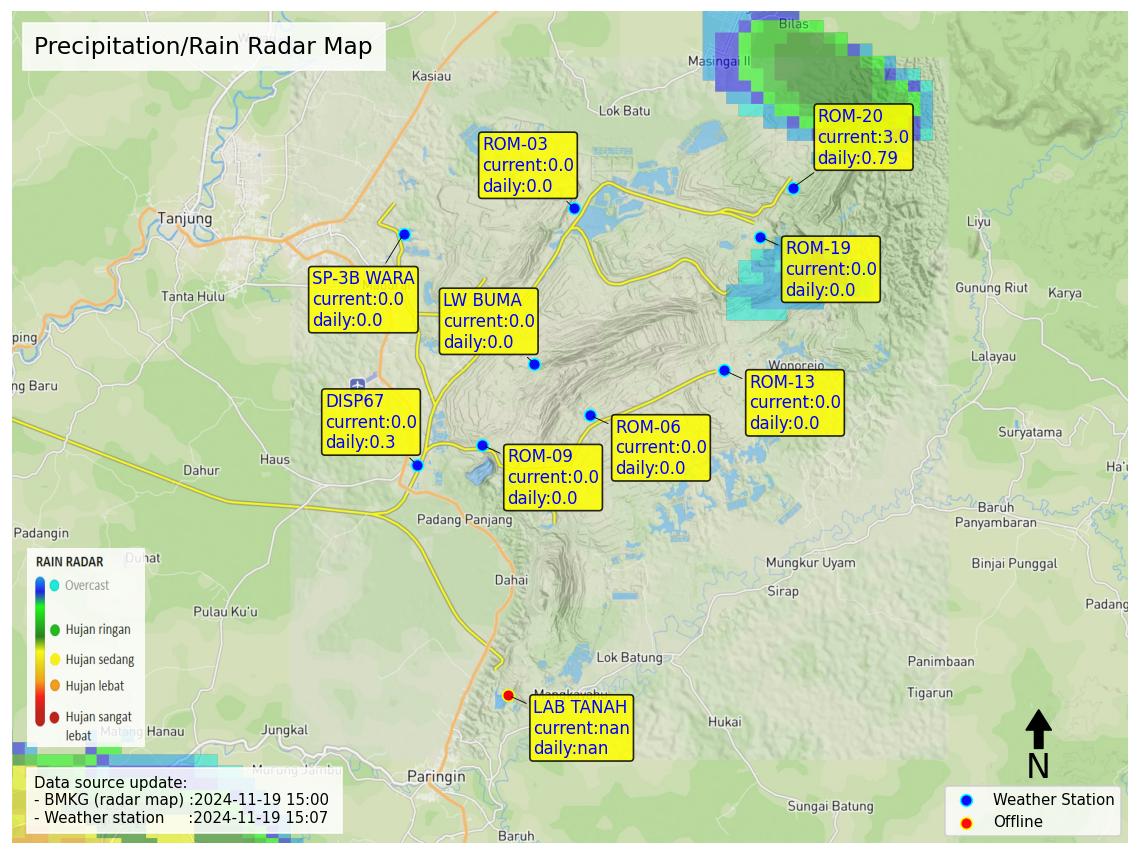 Precipitation/Rain Radar Map
Bilas
Masingai II
Kasiau
Lok Batu
ROM-20
current:3.0
daily:0.79
ROM-03
current:0.0
daily:0.0
Tanjung
Liyu
ROM-19
current:0.0
daily:0.0
SP-3B WARA
current:0.0
daily:0.0
Tanta Hulu
LW BUMA
current:0.0
daily:0.0
Gunung Riut
Karya
ping
Lalayau
ng Baru
Wonorejo
ROM-13
current:0.0
daily:0.0
DISP67
current:0.0
daily:0.3
ROM-06
current:0.0
daily:0.0
Suryatama
Haus
Dahur
ROM-09
current:0.0
daily:0.0
Ha'u
Baruh
Panyambaran
Padang Panjang
Padangin
Duhat
Mungkur Uyam
Binjai Punggal
RAIN RADAR
Overcast
Hujan ringan
Hujan sedang
Hujan lebat
Hujan sangat
lebat
Dahai
Sirap
Padang
Pulau Ku'u
Lok Batung
Panimbaan
Tigarun
Mangkayahu
LAB TANAH
current:nan
daily:nan
Hukai
Matang Hanau
Jungkal
Murung Jambu
Paringin
N
Sungai Batung
Baruh
Data source update:
- BMKG (radar map) :2024-11-19 15:00
- Weather station :2024-11-19 15:07
Weather Station
Offline